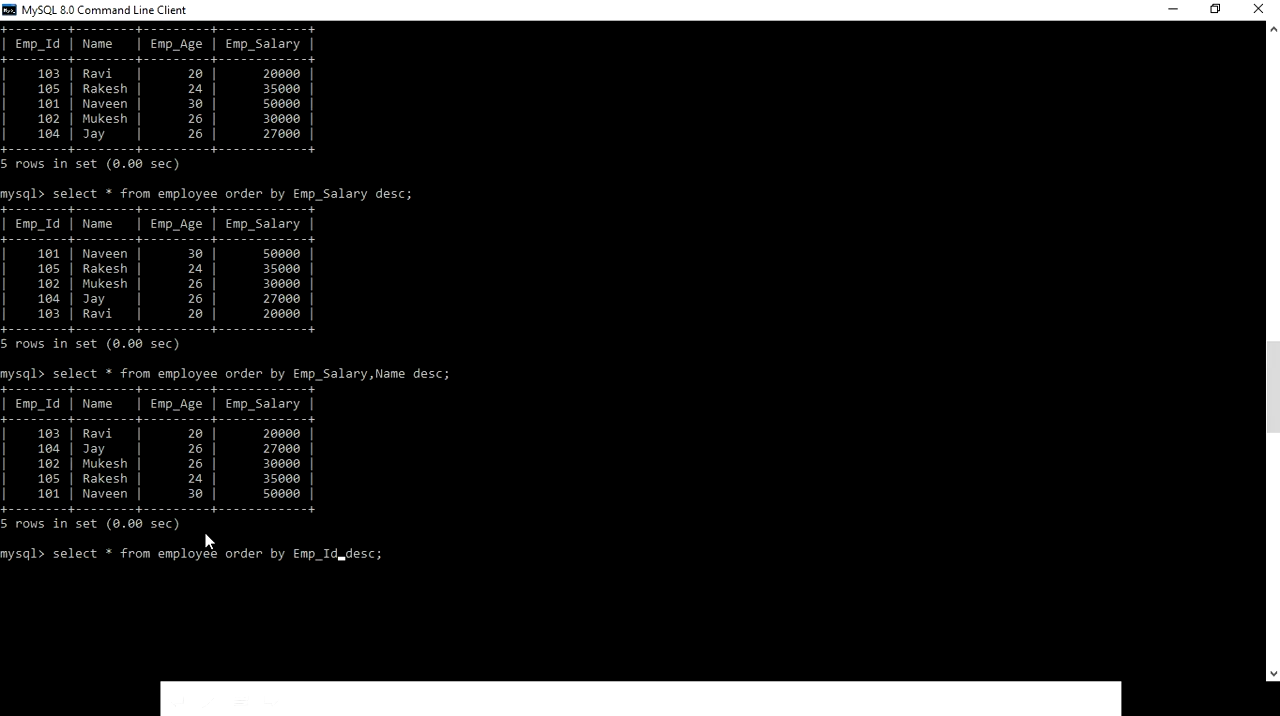 MySQL 8.0 Command Line Client
+--------+--------+---------+------------+
| Emp_Id | Name   | Emp_Age | Emp_Salary |
+--------+--------+---------+------------+
|    103 | Ravi   |      20 |      20000 |
|    105 | Rakesh |      24 |      35000 |
|    101 | Naveen |      30 |      50000 |
|    102 | Mukesh |      26 |      30000 |
|    104 | Jay    |      26 |      27000 |
+--------+--------+---------+------------+
5 rows in set (0.00 sec)
mysql> select * from employee order by Emp_Salary desc;
+--------+--------+---------+------------+
| Emp_Id | Name   | Emp_Age | Emp_Salary |
+--------+--------+---------+------------+
|    101 | Naveen |      30 |      50000 |
|    105 | Rakesh |      24 |      35000 |
|    102 | Mukesh |      26 |      30000 |
|    104 | Jay    |      26 |      27000 |
|    103 | Ravi   |      20 |      20000 |
+--------+--------+---------+------------+
5 rows in set (0.00 sec)
mysql> select * from employee order by Emp_Salary,Name desc;
+--------+--------+---------+------------+
| Emp_Id | Name   | Emp_Age | Emp_Salary |
+--------+--------+---------+------------+
|    103 | Ravi   |      20 |      20000 |
|    104 | Jay    |      26 |      27000 |
|    102 | Mukesh |      26 |      30000 |
|    105 | Rakesh |      24 |      35000 |
|    101 | Naveen |      30 |      50000 |
+--------+--------+---------+------------+
5 rows in set (0.00 sec)
mysql> select * from employee order by Emp_Id desc;